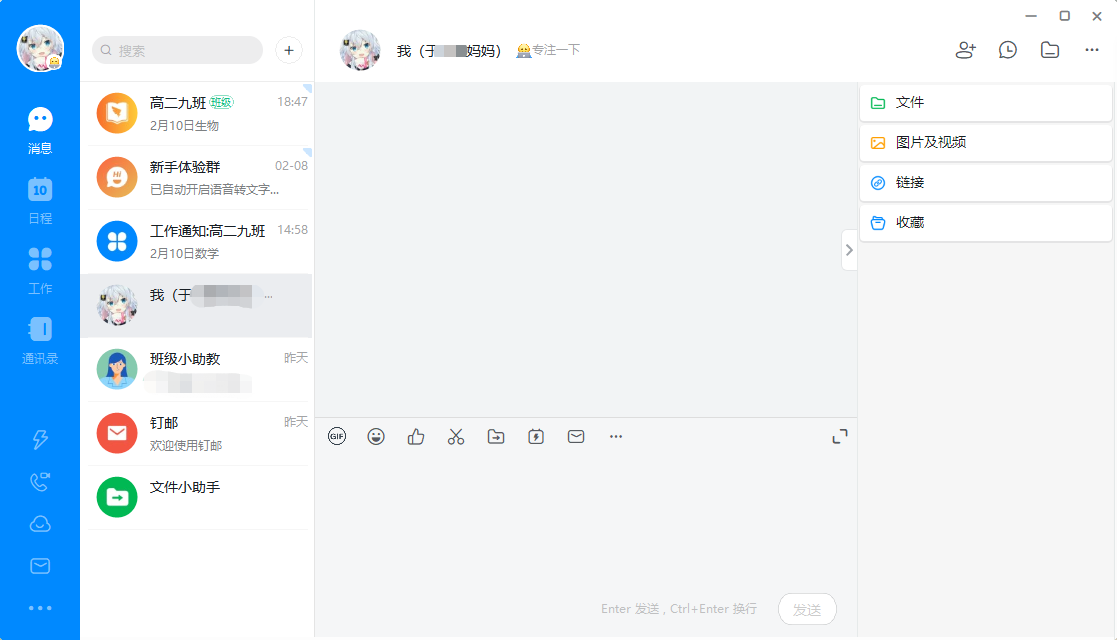 搜索
我（于
妈妈）
专注一下
消息
10
日程
工作
通讯录
高二九班 班级 18:47
2月10日生物
HI
新手体验群 02-08
已自动开启语音转文字...
工作通知:高二九班 14:58
2月10日数学
我（于 ...
班级小助教 昨天
钉邮 昨天
欢迎使用钉邮
文件小助手
文件
图片及视频
链接
收藏
GIF
Enter 发送 , Ctrl+Enter 换行
发送